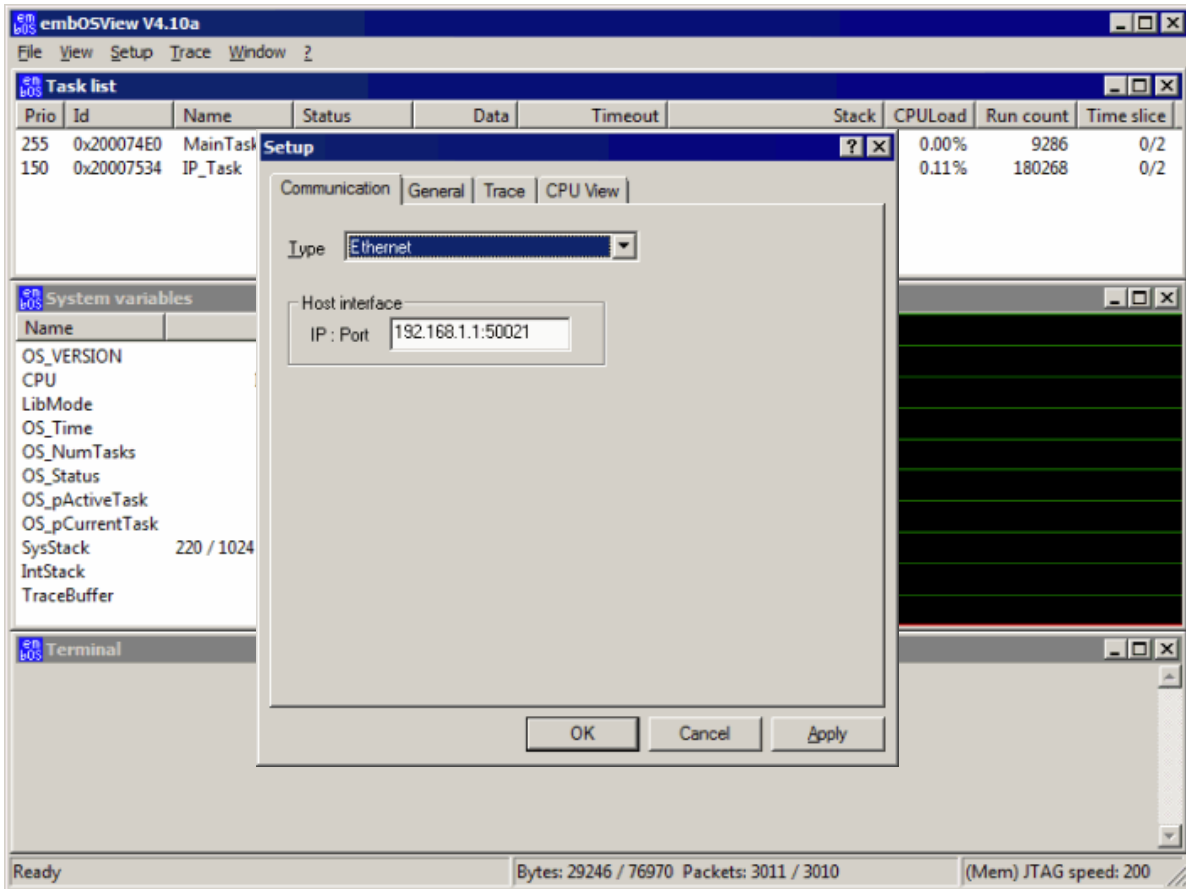 embOSView V4.10a
File View Setup Trace Window ?
Task list
Prio Id Name Status Data Timeout Stack CPULoad Run count Time slice
255 0x200074E0 MainTask 0.00% 9286 0/2
150 0x20007534 IP_Task 0.11% 180268 0/2
Setup
Communication General Trace CPU View
Type Ethernet
Host interface
IP : Port 192.168.1.1:50021
OK Cancel Apply
System variables
Name
OS_VERSION
CPU
LibMode
OS_Time
OS_NumTasks
OS_Status
OS_pActiveTask
OS_pCurrentTask
SysStack 220 / 1024
IntStack
TraceBuffer
Terminal
Ready Bytes: 29246 / 76970 Packets: 3011 / 3010 (Mem) JTAG speed: 200